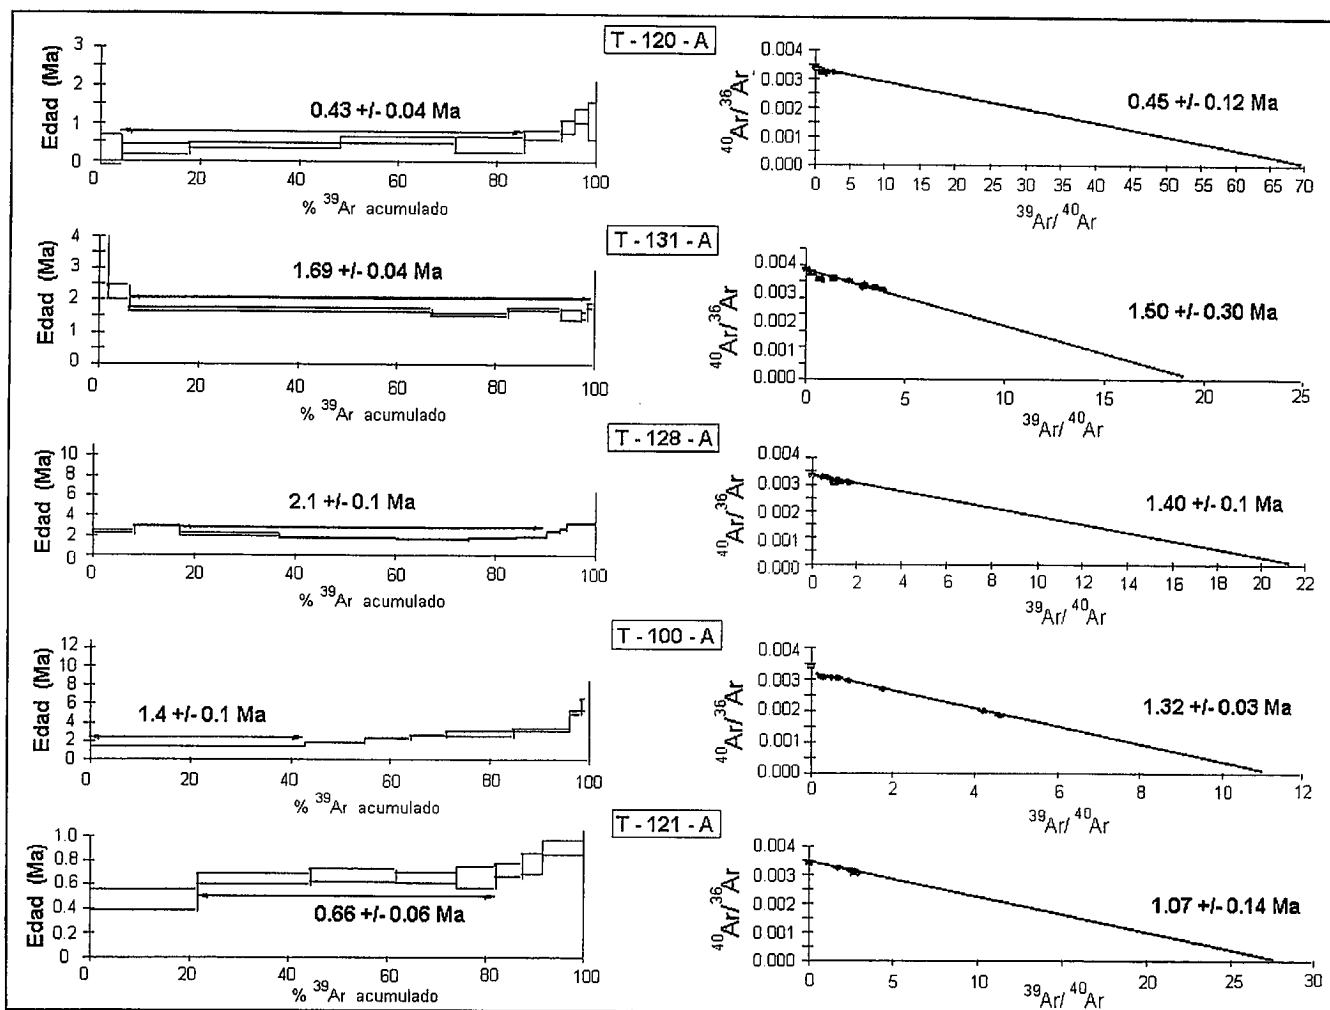 T - 120 - A
Edad (Ma)
3
2
1
0
0.43 +/- 0.04 Ma
0 20 40 60 80 100
% 39Ar acumulado
40Ar/36Ar
0.004
0.003
0.002
0.001
0.000
0.45 +/- 0.12 Ma
0 5 10 15 20 25 30 35 40 45 50 55 60 65 70
39Ar/ 40Ar
T - 131 - A
Edad (Ma)
4
3
2
1
0
1.69 +/- 0.04 Ma
0 20 40 60 80 100
% 39Ar acumulado
40Ar/36Ar
0.004
0.003
0.002
0.001
0.000
1.50 +/- 0.30 Ma
0 5 10 15 20 25
39Ar/ 40Ar
T - 128 - A
Edad (Ma)
10
8
6
4
2
0
2.1 +/- 0.1 Ma
0 20 40 60 80 100
% 39Ar acumulado
40Ar/36Ar
0.004
0.003
0.002
0.001
0.000
1.40 +/- 0.1 Ma
0 2 4 6 8 10 12 14 16 18 20 22
39Ar/ 40Ar
T - 100 - A
Edad (Ma)
12
10
8
6
4
2
0
1.4 +/- 0.1 Ma
0 20 40 60 80 100
% 39Ar acumulado
40Ar/36Ar
0.004
0.003
0.002
0.001
0.000
1.32 +/- 0.03 Ma
0 2 4 6 8 10 12
39Ar/ 40Ar
T - 121 - A
Edad (Ma)
1.0
0.8
0.6
0.4
0.2
0
0.66 +/- 0.06 Ma
0 20 40 60 80 100
% 39Ar acumulado
40Ar/36Ar
0.004
0.003
0.002
0.001
0.000
1.07 +/- 0.14 Ma
0 5 10 15 20 25 30
39Ar/ 40Ar